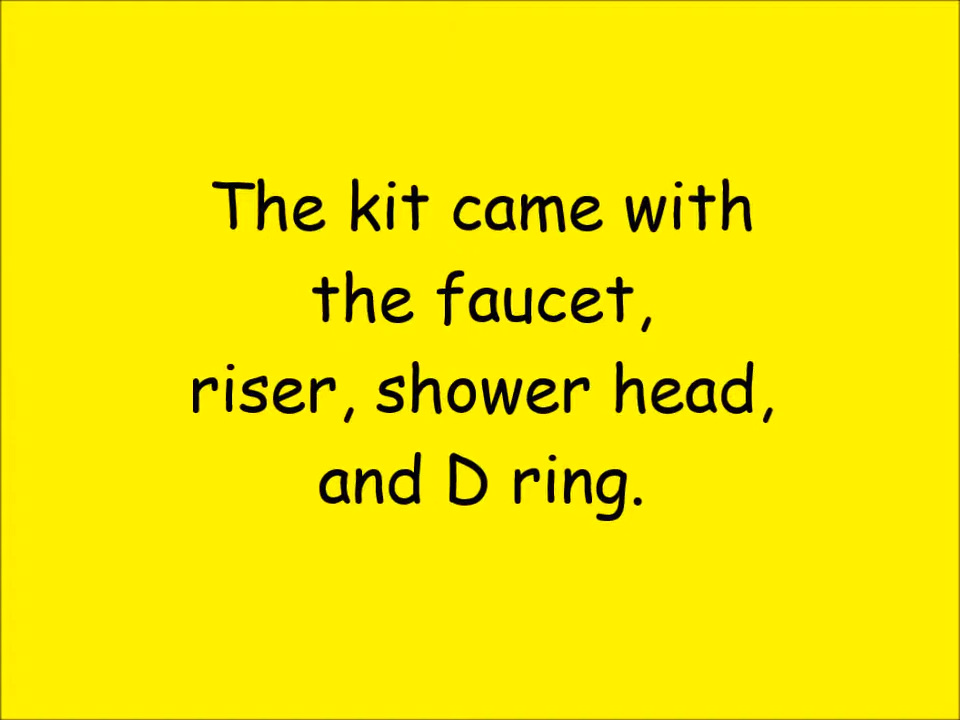 The kit came with
the faucet,
riser, shower head,
and D ring.